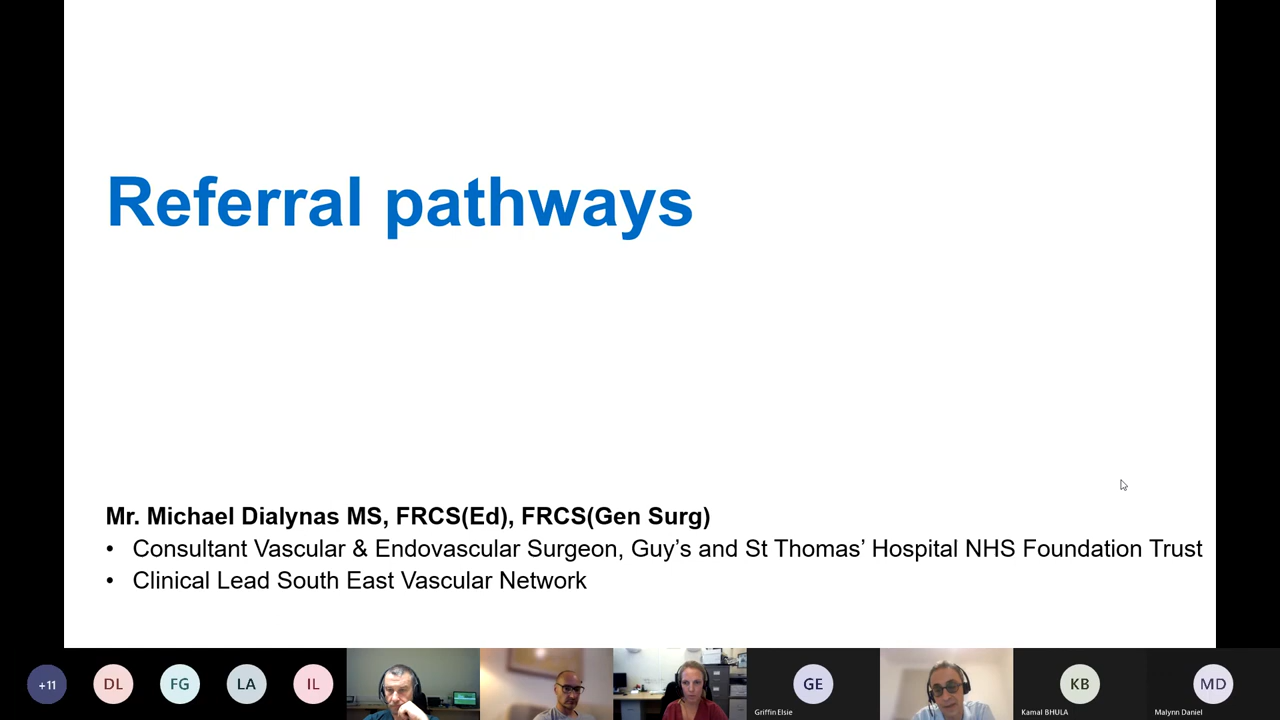 Referral pathways
Mr. Michael Dialynas MS, FRCS(Ed), FRCS(Gen Surg)
• Consultant Vascular & Endovascular Surgeon, Guy’s and St Thomas’ Hospital NHS Foundation Trust
• Clinical Lead South East Vascular Network
+11
DL
FG
LA
IL
GE
Griffin Elsie
KB
Kamal BHULA
MD
Malynn Daniel